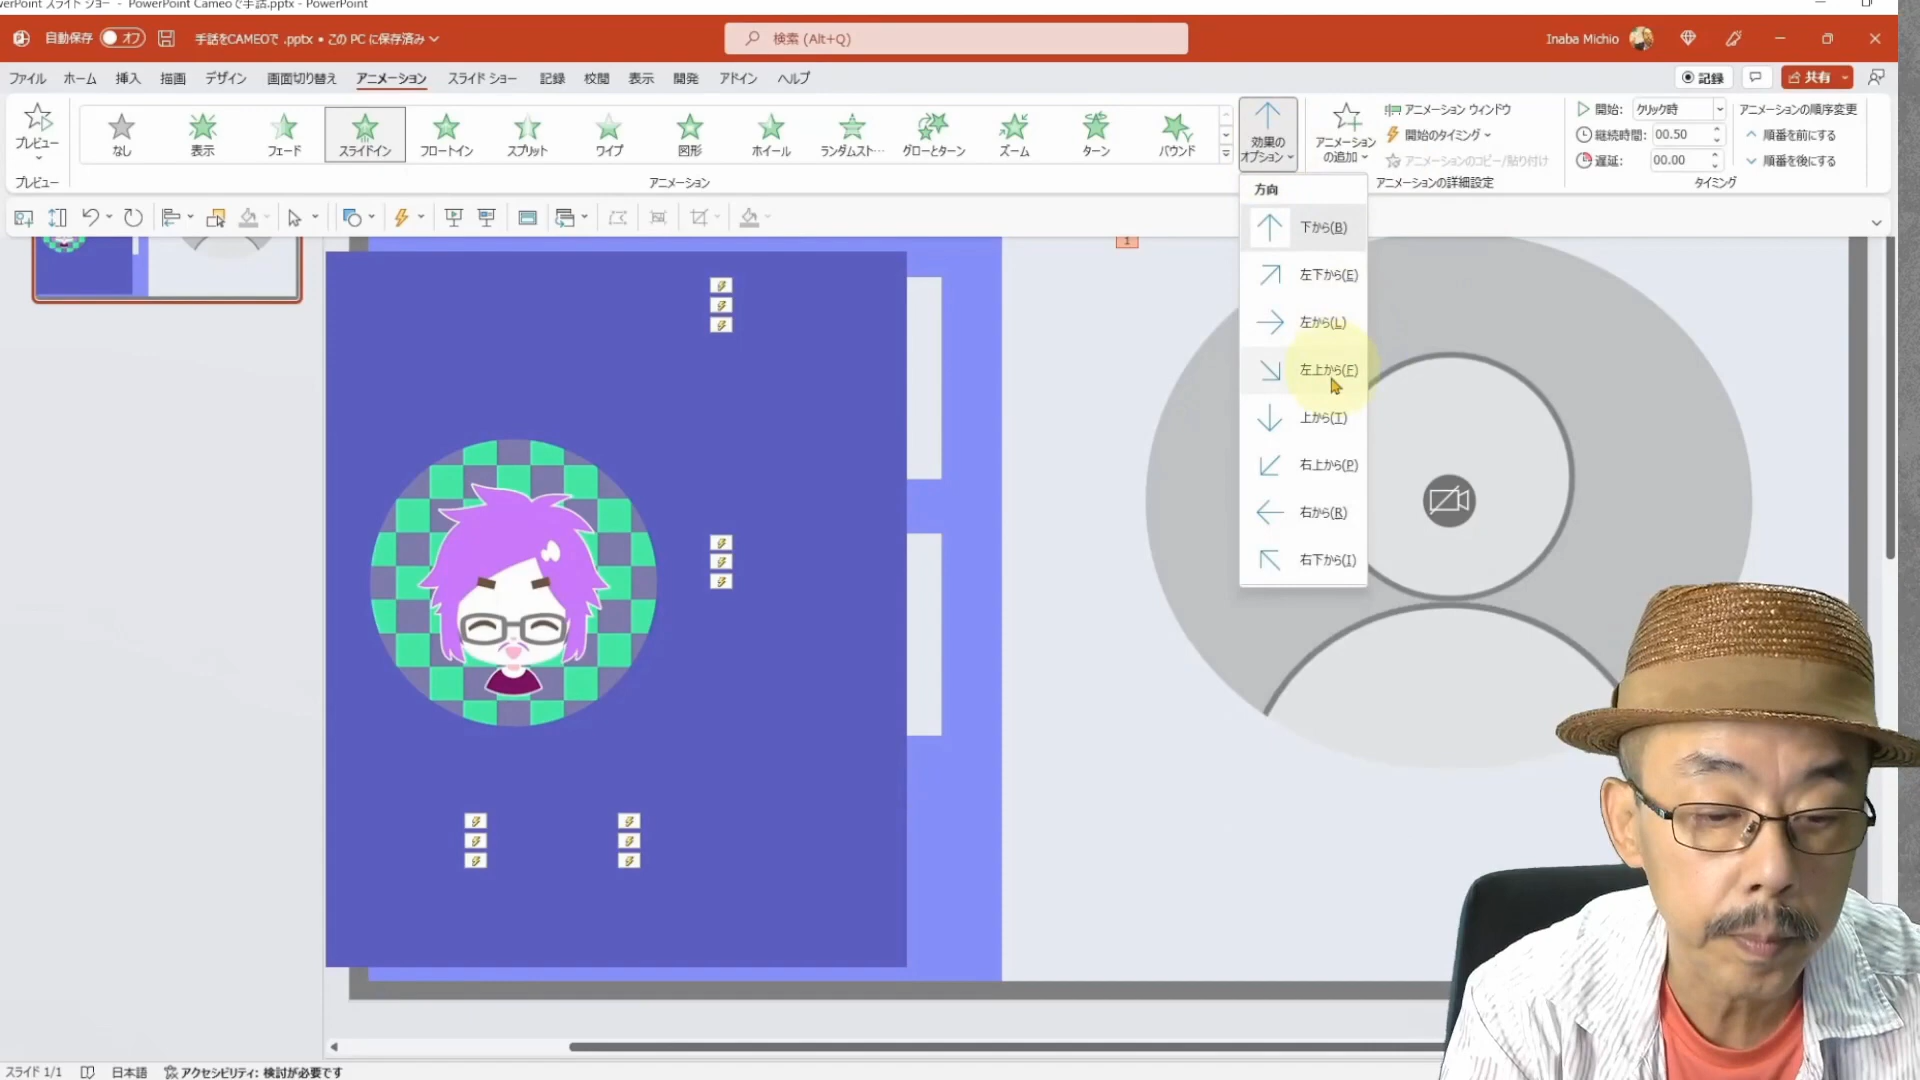 werPoint スライド ショー - PowerPoint Cameoで手話.pptx - PowerPoint
自動保存 オフ 手話をCAMEOで .pptx • この PC に保存済み
検索 (Alt+Q)
Inaba Michio
ファイル ホーム 挿入 描画 デザイン 画面切り替え アニメーション スライド ショー 記録 校閲 表示 開発 アドイン ヘルプ
記録 共有
プレビュー
なし 表示 フェード スライドイン フロートイン スプリット ワイプ 図形 ホイール ランダムスト… グローとターン ズーム ターン バウンド
効果の
オプション
アニメーション
の追加
アニメーション ウィンドウ
開始のタイミング
アニメーションのコピー/貼り付け
開始: クリック時
継続時間: 00.50
遅延: 00.00
アニメーションの順序変更
順番を前にする
順番を後にする
プレビュー アニメーション アニメーションの詳細設定 タイミング
方向
下から(B)
左下から(E)
左から(L)
左上から(F)
上から(T)
右上から(P)
右から(R)
右下から(I)
1
スライド 1/1 日本語 アクセシビリティ: 検討が必要です